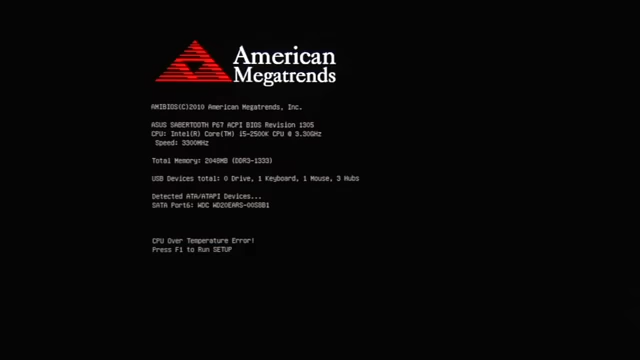 American
Megatrends
AMIBIOS(C)2010 American Megatrends, Inc.
ASUS SABERTOOTH P67 ACPI BIOS Revision 1305
CPU: Intel(R) Core(TM) i5-2500K CPU @ 3.30GHz
Speed: 3300MHz
Total Memory: 2048MB (DDR3-1333)
USB Devices total: 0 Drive, 1 Keyboard, 1 Mouse, 3 Hubs
Detected ATA/ATAPI Devices...
SATA Port6: WDC WD20EARS-00S8B1
CPU Over Temperature Error!
Press F1 to Run SETUP